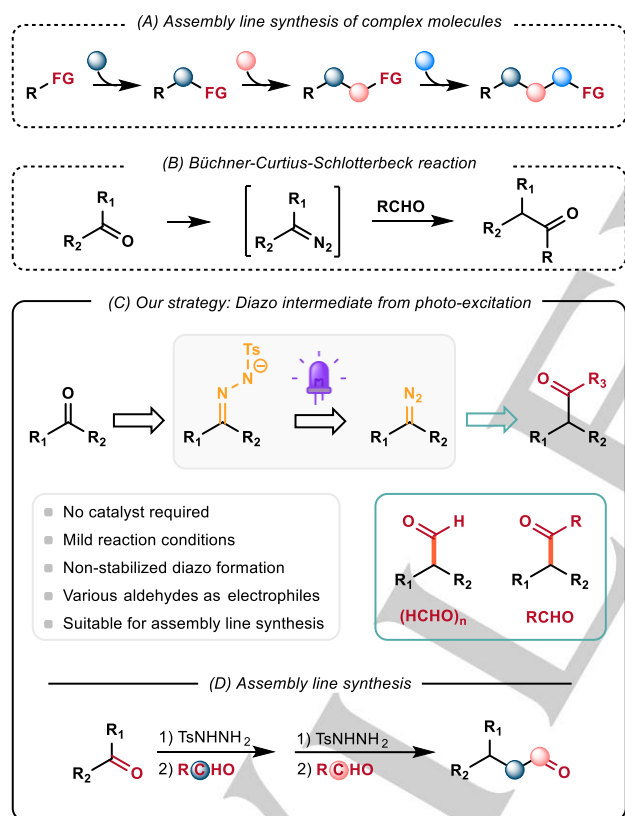 (A) Assembly line synthesis of complex molecules
R FG R FG R FG R FG
(B) Büchner-Curtius-Schlotterbeck reaction
R1 R2 O R1 R2 N2 RCHO R1 R2 O R
(C) Our strategy: Diazo intermediate from photo-excitation
O R1 R2 Ts N N ⊖ R1 R2 N2 R1 R2 O R3 R1 R2
No catalyst required
Mild reaction conditions
Non-stabilized diazo formation
Various aldehydes as electrophiles
Suitable for assembly line synthesis
O H R1 R2 O R R1 R2
(HCHO)n RCHO
(D) Assembly line synthesis
R1 R2 O
1) TsNHNH2
2) RCHO
1) TsNHNH2
2) RCHO
R1 R2 O